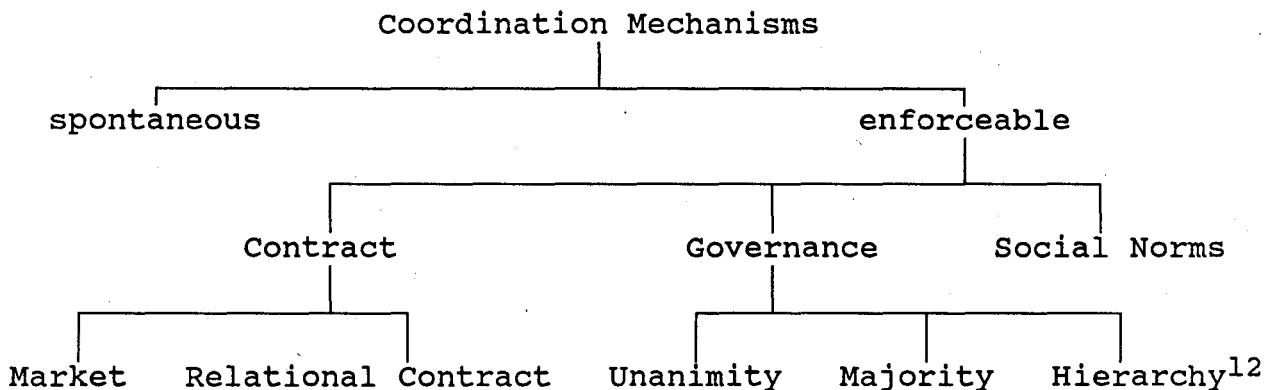 Coordination Mechanisms
spontaneous enforceable
Contract Governance Social Norms
Market Relational Contract Unanimity Majority Hierarchy12